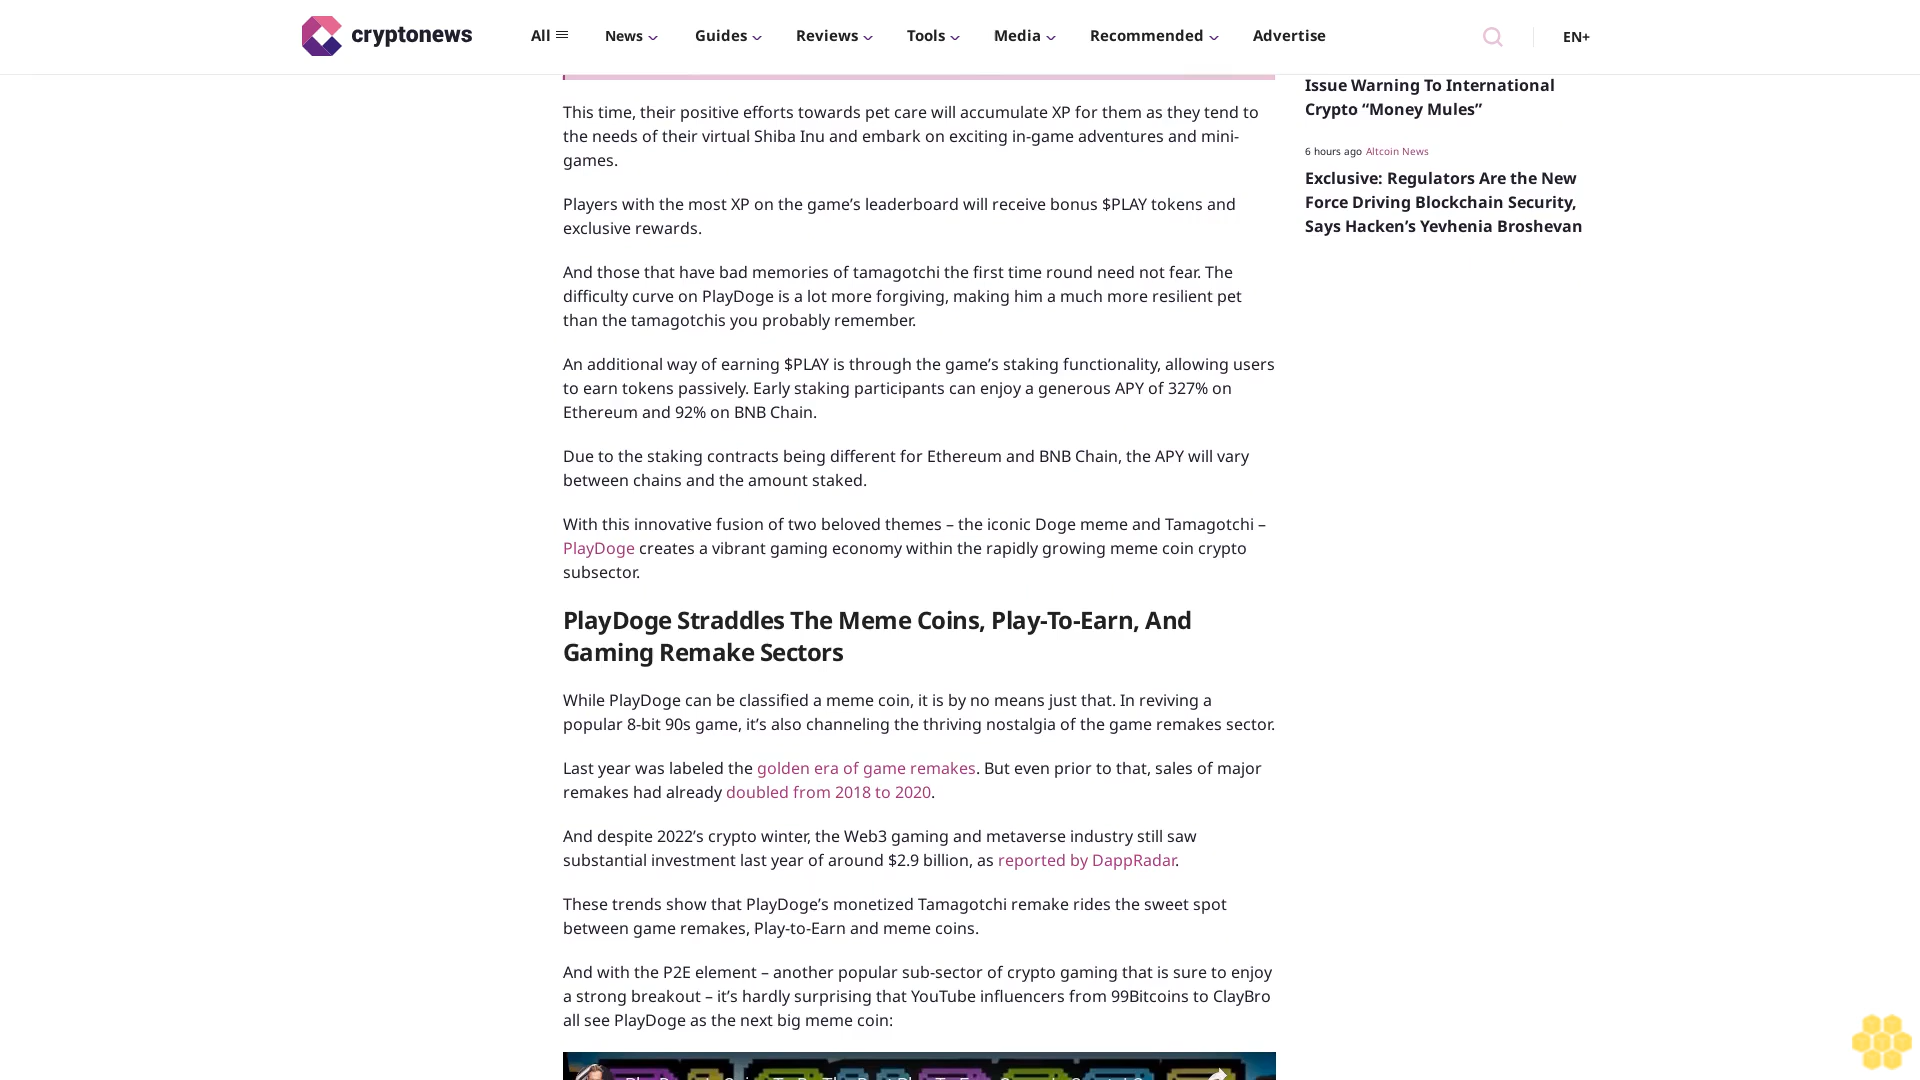 cryptonews
All
News
Guides
Reviews
Tools
Media
Recommended
Advertise
EN+
This time, their positive efforts towards pet care will accumulate XP for them as they tend to
the needs of their virtual Shiba Inu and embark on exciting in-game adventures and mini-
games.
Players with the most XP on the game’s leaderboard will receive bonus $PLAY tokens and
exclusive rewards.
And those that have bad memories of tamagotchi the first time round need not fear. The
difficulty curve on PlayDoge is a lot more forgiving, making him a much more resilient pet
than the tamagotchis you probably remember.
An additional way of earning $PLAY is through the game’s staking functionality, allowing users
to earn tokens passively. Early staking participants can enjoy a generous APY of 327% on
Ethereum and 92% on BNB Chain.
Due to the staking contracts being different for Ethereum and BNB Chain, the APY will vary
between chains and the amount staked.
With this innovative fusion of two beloved themes – the iconic Doge meme and Tamagotchi –
PlayDoge creates a vibrant gaming economy within the rapidly growing meme coin crypto
subsector.
PlayDoge Straddles The Meme Coins, Play-To-Earn, And
Gaming Remake Sectors
While PlayDoge can be classified a meme coin, it is by no means just that. In reviving a
popular 8-bit 90s game, it’s also channeling the thriving nostalgia of the game remakes sector.
Last year was labeled the golden era of game remakes. But even prior to that, sales of major
remakes had already doubled from 2018 to 2020.
And despite 2022’s crypto winter, the Web3 gaming and metaverse industry still saw
substantial investment last year of around $2.9 billion, as reported by DappRadar.
These trends show that PlayDoge’s monetized Tamagotchi remake rides the sweet spot
between game remakes, Play-to-Earn and meme coins.
And with the P2E element – another popular sub-sector of crypto gaming that is sure to enjoy
a strong breakout – it’s hardly surprising that YouTube influencers from 99Bitcoins to ClayBro
all see PlayDoge as the next big meme coin:
Issue Warning To International
Crypto “Money Mules”
6 hours ago Altcoin News
Exclusive: Regulators Are the New
Force Driving Blockchain Security,
Says Hacken’s Yevhenia Broshevan